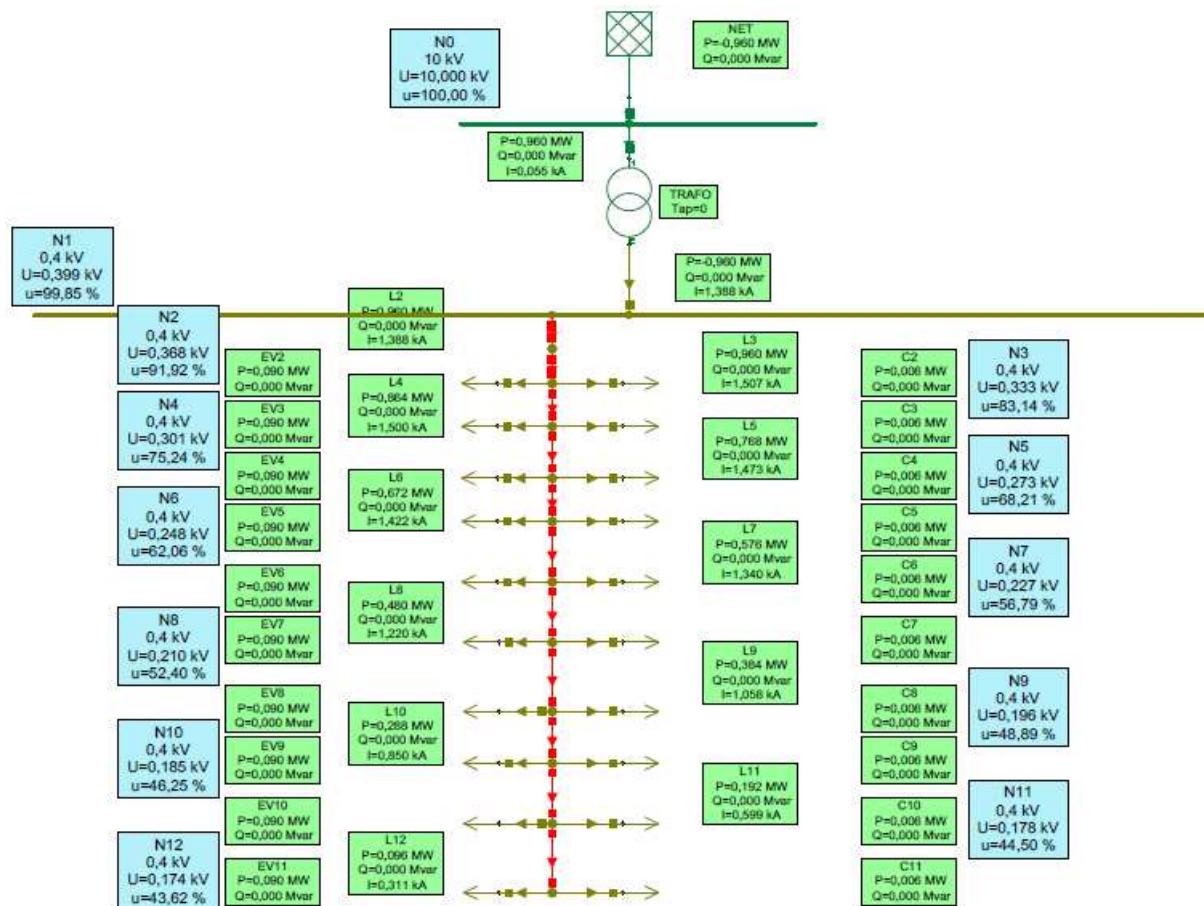 NET
P=-0,960 MW
Q=0,000 Mvar
N0
10 kV
U=10,000 kV
u=100,00 %
P=0,960 MW
Q=0,000 Mvar
I=0,055 kA
TRAFO
Tap=0
N1
0,4 kV
U=0,399 kV
u=99,85 %
P=-0,960 MW
Q=0,000 Mvar
I=1,388 kA
L2
P=0,960 MW
Q=0,000 Mvar
I=1,388 kA
N2
0,4 kV
U=0,368 kV
u=91,92 %
L3
P=0,960 MW
Q=0,000 Mvar
I=1,507 kA
N3
0,4 kV
U=0,333 kV
u=83,14 %
EV2
P=0,090 MW
Q=0,000 Mvar
C2
P=0,006 MW
Q=0,000 Mvar
L4
P=0,864 MW
Q=0,000 Mvar
I=1,500 kA
N4
0,4 kV
U=0,301 kV
u=75,24 %
EV3
P=0,090 MW
Q=0,000 Mvar
C3
P=0,006 MW
Q=0,000 Mvar
L5
P=0,768 MW
Q=0,000 Mvar
I=1,473 kA
N5
0,4 kV
U=0,273 kV
u=68,21 %
EV4
P=0,090 MW
Q=0,000 Mvar
C4
P=0,006 MW
Q=0,000 Mvar
L6
P=0,672 MW
Q=0,000 Mvar
I=1,422 kA
N6
0,4 kV
U=0,248 kV
u=62,06 %
EV5
P=0,090 MW
Q=0,000 Mvar
C5
P=0,006 MW
Q=0,000 Mvar
L7
P=0,576 MW
Q=0,000 Mvar
I=1,340 kA
N7
0,4 kV
U=0,227 kV
u=56,79 %
EV6
P=0,090 MW
Q=0,000 Mvar
C6
P=0,006 MW
Q=0,000 Mvar
L8
P=0,480 MW
Q=0,000 Mvar
I=1,220 kA
N8
0,4 kV
U=0,210 kV
u=52,40 %
EV7
P=0,090 MW
Q=0,000 Mvar
C7
P=0,006 MW
Q=0,000 Mvar
L9
P=0,384 MW
Q=0,000 Mvar
I=1,058 kA
N9
0,4 kV
U=0,196 kV
u=48,89 %
EV8
P=0,090 MW
Q=0,000 Mvar
C8
P=0,006 MW
Q=0,000 Mvar
L10
P=0,288 MW
Q=0,000 Mvar
I=0,850 kA
N10
0,4 kV
U=0,185 kV
u=46,25 %
EV9
P=0,090 MW
Q=0,000 Mvar
C9
P=0,006 MW
Q=0,000 Mvar
L11
P=0,192 MW
Q=0,000 Mvar
I=0,599 kA
N11
0,4 kV
U=0,178 kV
u=44,50 %
EV10
P=0,090 MW
Q=0,000 Mvar
C10
P=0,006 MW
Q=0,000 Mvar
L12
P=0,096 MW
Q=0,000 Mvar
I=0,311 kA
N12
0,4 kV
U=0,174 kV
u=43,62 %
EV11
P=0,090 MW
Q=0,000 Mvar
C11
P=0,006 MW
Q=0,000 Mvar